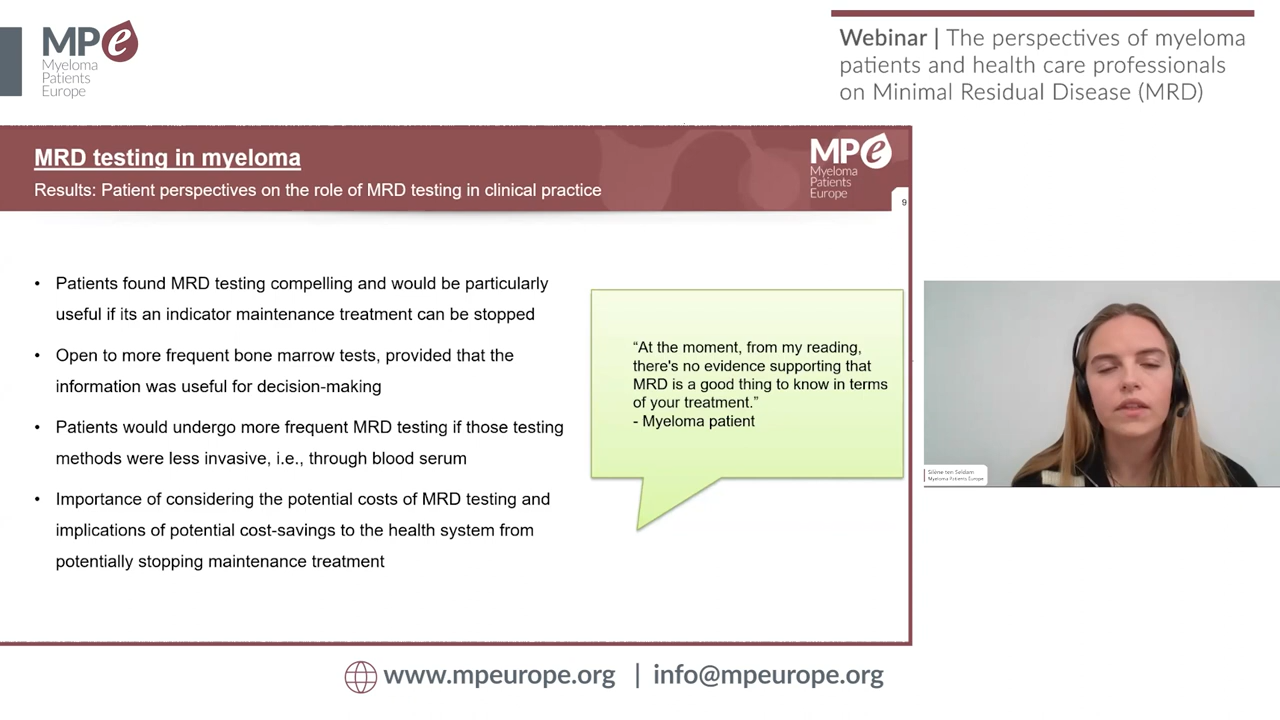 MPe
Myeloma
Patients
Europe
Webinar | The perspectives of myeloma
patients and health care professionals
on Minimal Residual Disease (MRD)
MRD testing in myeloma
Results: Patient perspectives on the role of MRD testing in clinical practice
MPe
Myeloma
Patients
Europe
9
• Patients found MRD testing compelling and would be particularly
useful if its an indicator maintenance treatment can be stopped
• Open to more frequent bone marrow tests, provided that the
information was useful for decision-making
• Patients would undergo more frequent MRD testing if those testing
methods were less invasive, i.e., through blood serum
• Importance of considering the potential costs of MRD testing and
implications of potential cost-savings to the health system from
potentially stopping maintenance treatment
“At the moment, from my reading,
there's no evidence supporting that
MRD is a good thing to know in terms
of your treatment.”
- Myeloma patient
Silène ten Seldam
Myeloma Patients Europe
www.mpeurope.org | info@mpeurope.org